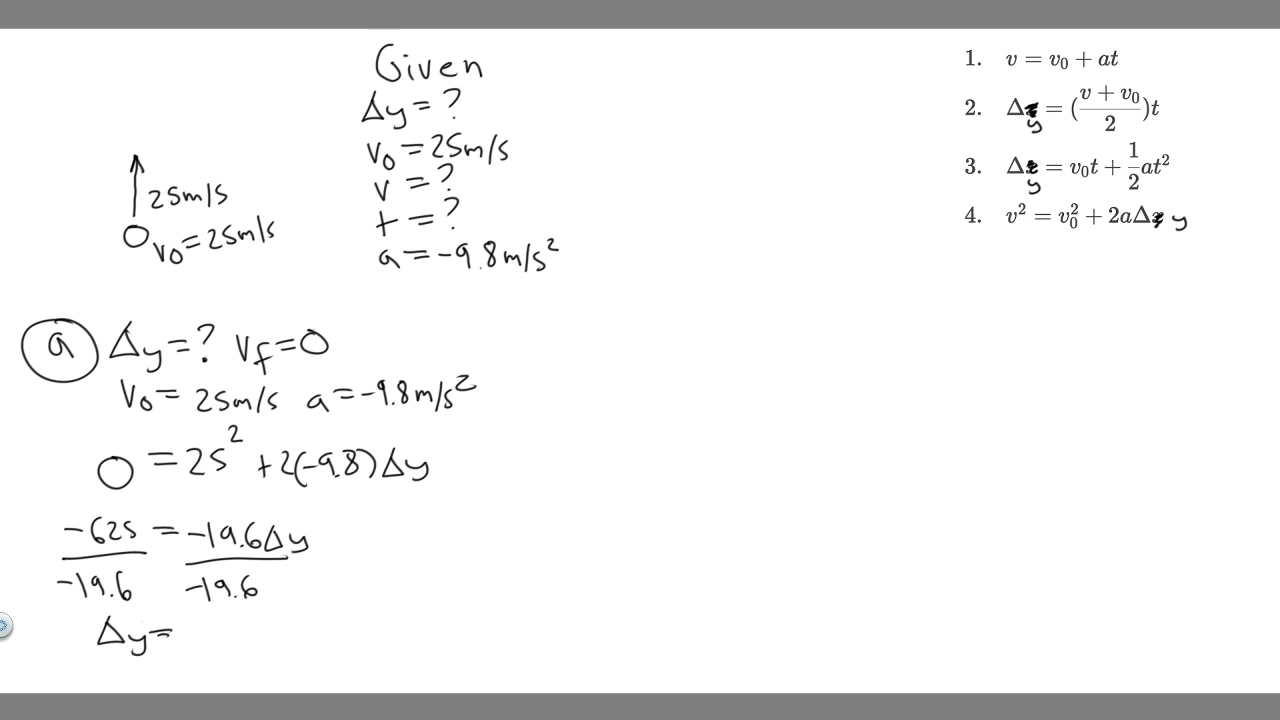 Given
Δy = ?
v₀ = 25m/s
v = ?
t = ?
a = -9.8m/s²
25m/s
v₀ = 25m/s
1. v = v₀ + at
2. Δy = (v + v₀ / 2)t
3. Δy = v₀t + 1/2 at²
4. v² = v₀² + 2aΔy
a Δy = ? vf = 0
v₀ = 25m/s a = -9.8m/s²
0 = 25² + 2(-9.8)Δy
-625 = -19.6Δy
-19.6 -19.6
Δy =